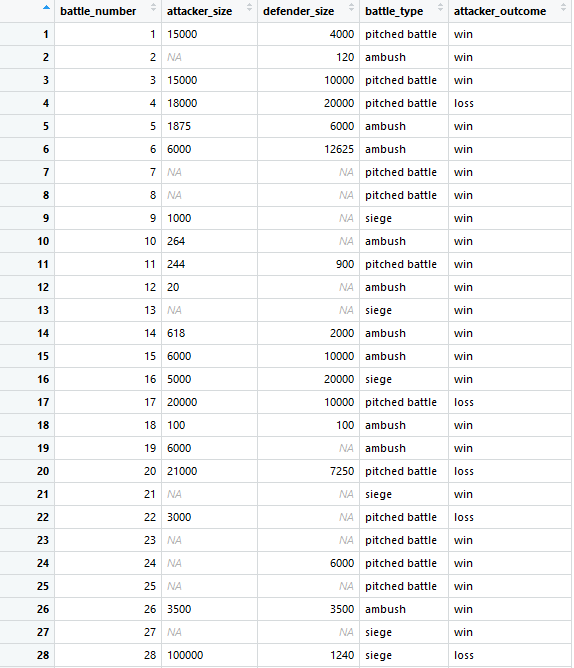 battle_number attacker_size defender_size battle_type attacker_outcome
1 1 15000 4000 pitched battle win
2 2 NA 120 ambush win
3 3 15000 10000 pitched battle win
4 4 18000 20000 pitched battle loss
5 5 1875 6000 ambush win
6 6 6000 12625 ambush win
7 7 NA NA pitched battle win
8 8 NA NA pitched battle win
9 9 1000 NA siege win
10 10 264 NA ambush win
11 11 244 900 pitched battle win
12 12 20 NA ambush win
13 13 NA NA siege win
14 14 618 2000 ambush win
15 15 6000 10000 ambush win
16 16 5000 20000 siege win
17 17 20000 10000 pitched battle loss
18 18 100 100 ambush win
19 19 6000 NA ambush win
20 20 21000 7250 pitched battle loss
21 21 NA NA siege win
22 22 3000 NA pitched battle loss
23 23 NA NA pitched battle win
24 24 NA 6000 pitched battle win
25 25 NA NA pitched battle win
26 26 3500 3500 ambush win
27 27 NA NA siege win
28 28 100000 1240 siege loss